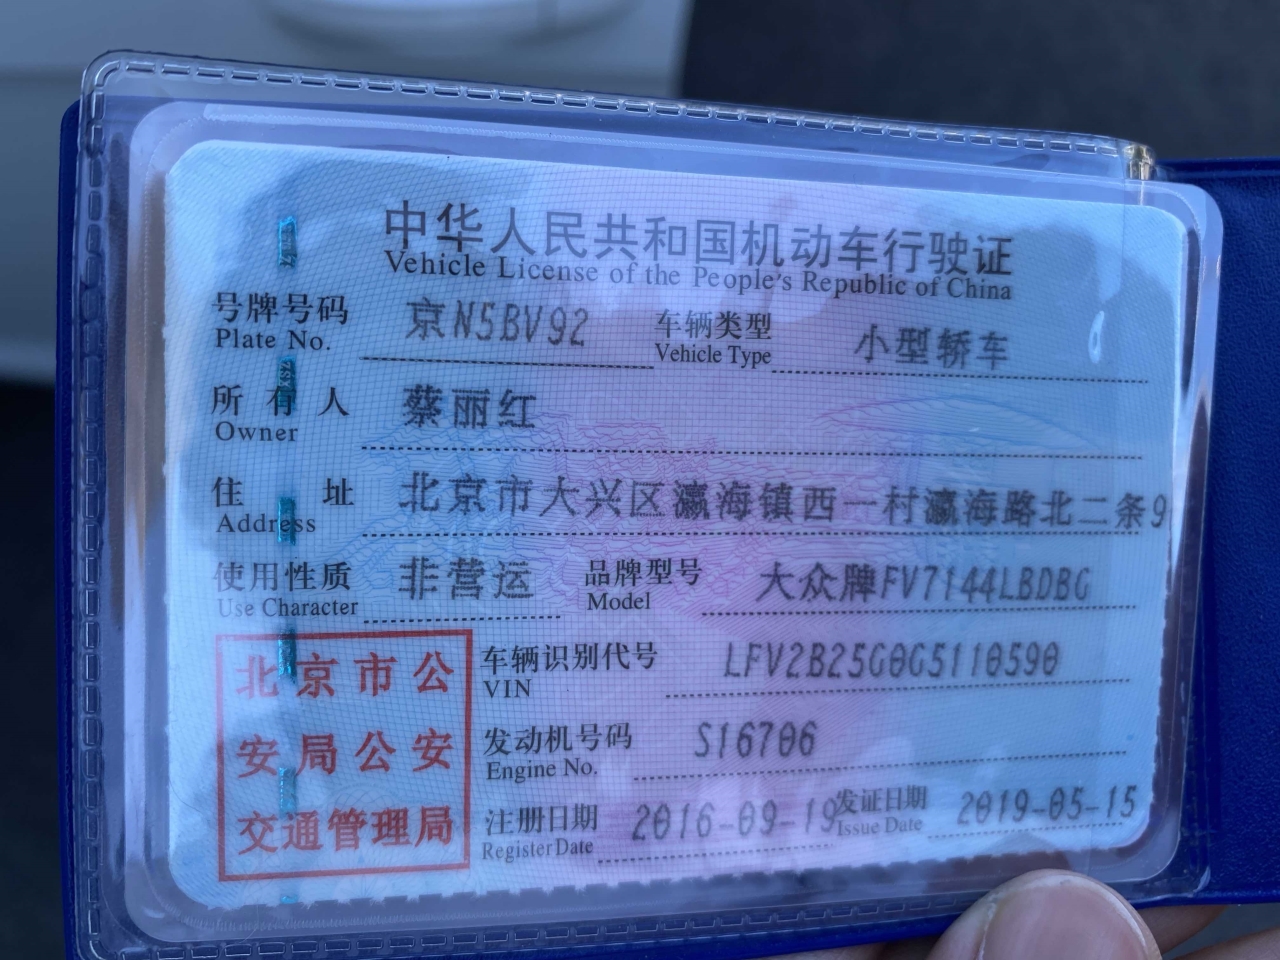 中华人民共和国机动车行驶证
Vehicle License of the People's Republic of China
号牌号码 京N5BV92 车辆类型 小型轿车
Plate No. Vehicle Type
所有人 蔡丽红
Owner
住址 北京市大兴区瀛海镇西一村瀛海路北二条9
Address
使用性质 非营运 品牌型号 大众牌FV7144LBDBG
Use Character Model
北京市公 车辆识别代号 LFV2B25G0G5110590
VIN
安局公安 发动机号码 S16706
Engine No.
交通管理局 注册日期 2016-09-19 发证日期 2019-05-15
Register Date Issue Date